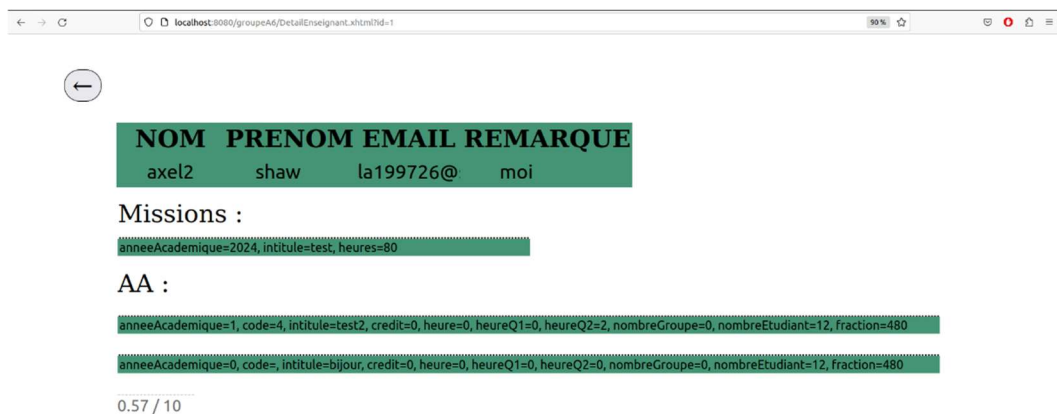 localhost:8080/groupeA6/DetailEnseignant.xhtml?id=1 90 %
NOM PRENOM EMAIL REMARQUE
axel2 shaw la199726@ moi
Missions :
anneeAcademique=2024, intitule=test, heures=80
AA :
anneeAcademique=1, code=4, intitule=test2, credit=0, heure=0, heureQ1=0, heureQ2=2, nombreGroupe=0, nombreEtudiant=12, fraction=480
anneeAcademique=0, code=, intitule=bijour, credit=0, heure=0, heureQ1=0, heureQ2=0, nombreGroupe=0, nombreEtudiant=12, fraction=480
0.57 / 10